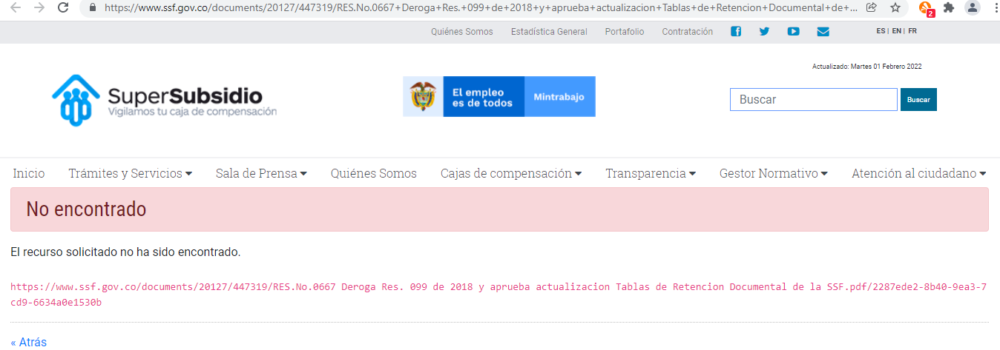 https://www.ssf.gov.co/documents/20127/447319/RES.No.0667+Deroga+Res.+099+de+2018+y+aprueba+actualizacion+Tablas+de+Retencion+Documental+de+...
2
Quiénes Somos Estadística General Portafolio Contratación ES | EN | FR
Actualizado: Martes 01 Febrero 2022
SuperSubsidio
Vigilamos tu caja de compensación
El empleo
es de todos
Mintrabajo
Buscar Buscar
Inicio Trámites y Servicios Sala de Prensa Quiénes Somos Cajas de compensación Transparencia Gestor Normativo Atención al ciudadano
No encontrado
El recurso solicitado no ha sido encontrado.
https://www.ssf.gov.co/documents/20127/447319/RES.No.0667 Deroga Res. 099 de 2018 y aprueba actualizacion Tablas de Retencion Documental de la SSF.pdf/2287ede2-8b40-9ea3-7
cd9-6634a0e1530b
« Atrás